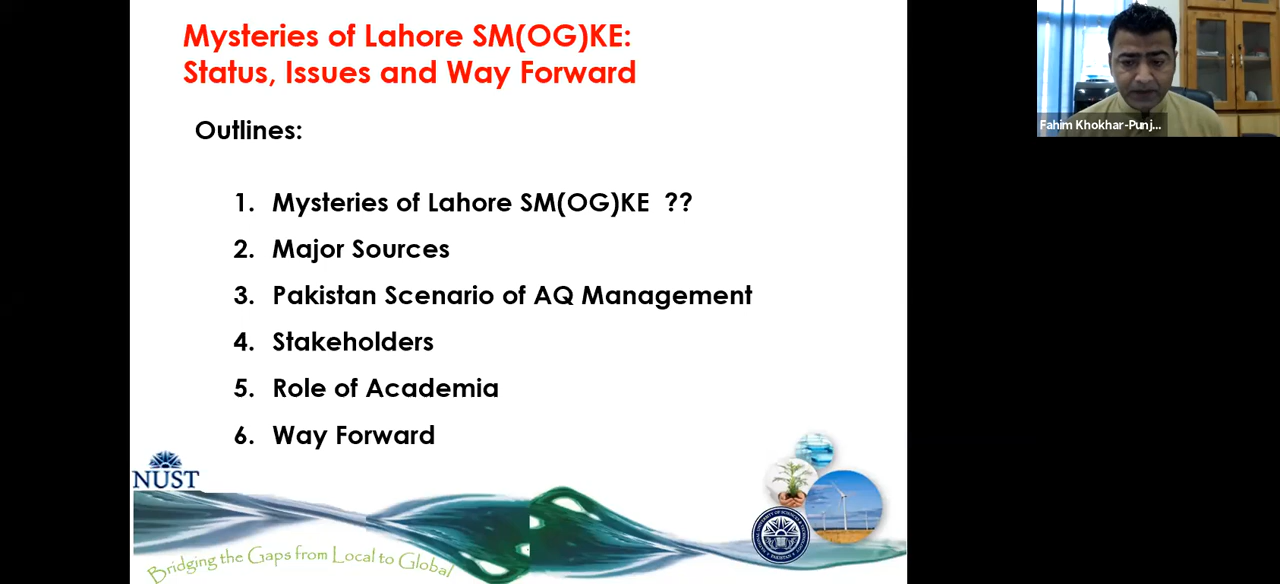 Mysteries of Lahore SM(OG)KE:
Status, Issues and Way Forward
Fahim Khokhar-Punj...
Outlines:
1. Mysteries of Lahore SM(OG)KE ??
2. Major Sources
3. Pakistan Scenario of AQ Management
4. Stakeholders
5. Role of Academia
6. Way Forward
NUST
Bridging the Gaps from Local to Global